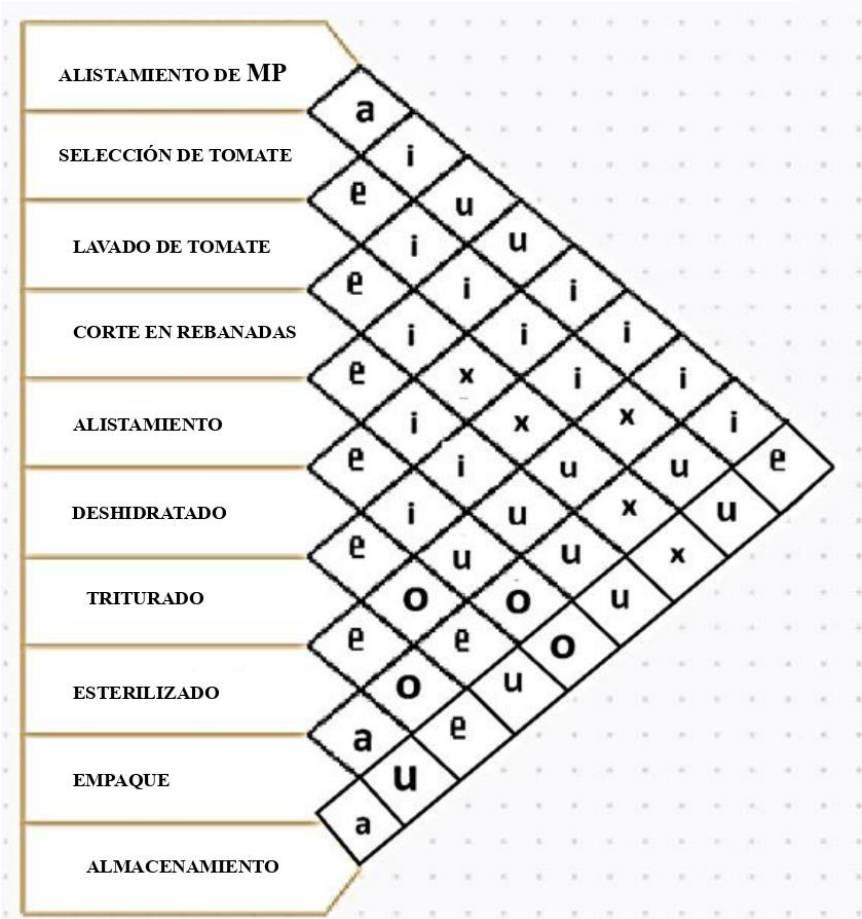 ALISTAMIENTO DE MP
a
SELECCIÓN DE TOMATE i
e u
LAVADO DE TOMATE i u
e i i
CORTE EN REBANADAS i i i
e x i i
ALISTAMIENTO i x x i
e i u u e
DESHIDRATADO i u x u
e u u x
TRITURADO o o u
e e o
ESTERILIZADO o u
a e
EMPAQUE u
a
ALMACENAMIENTO